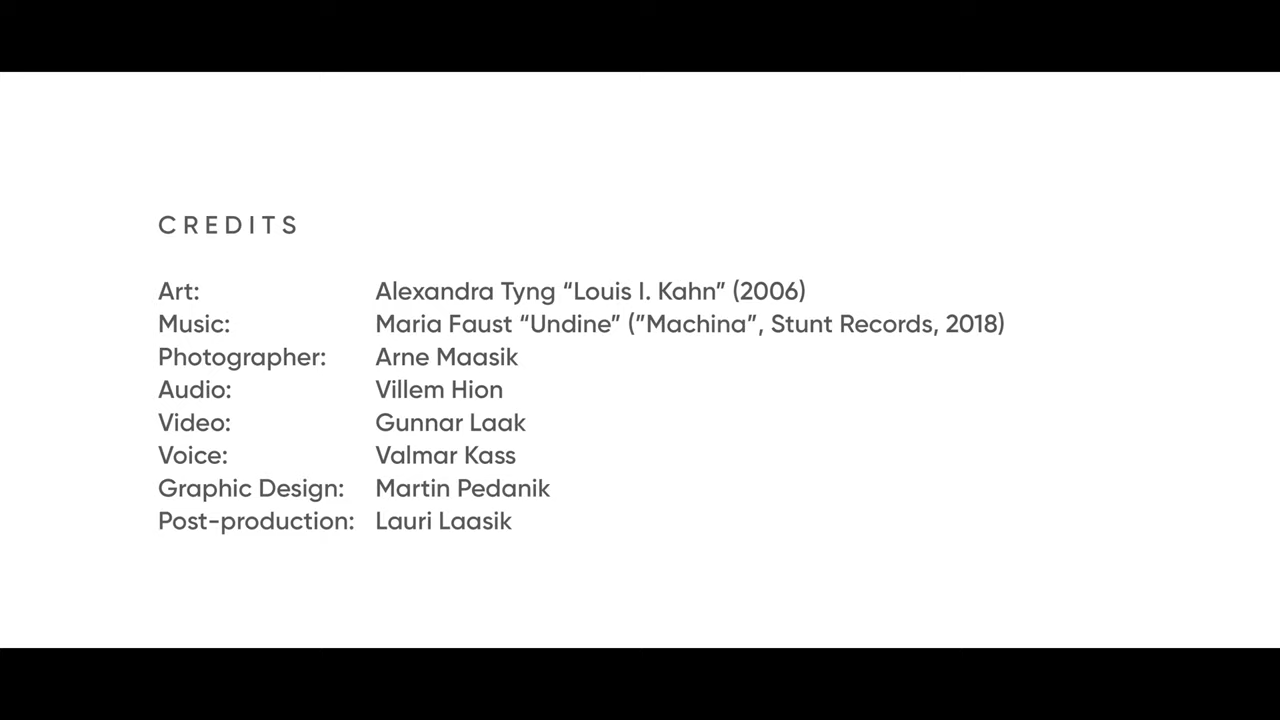 CREDITS
Art: Alexandra Tyng “Louis I. Kahn” (2006)
Music: Maria Faust “Undine” (”Machina”, Stunt Records, 2018)
Photographer: Arne Maasik
Audio: Villem Hion
Video: Gunnar Laak
Voice: Valmar Kass
Graphic Design: Martin Pedanik
Post-production: Lauri Laasik